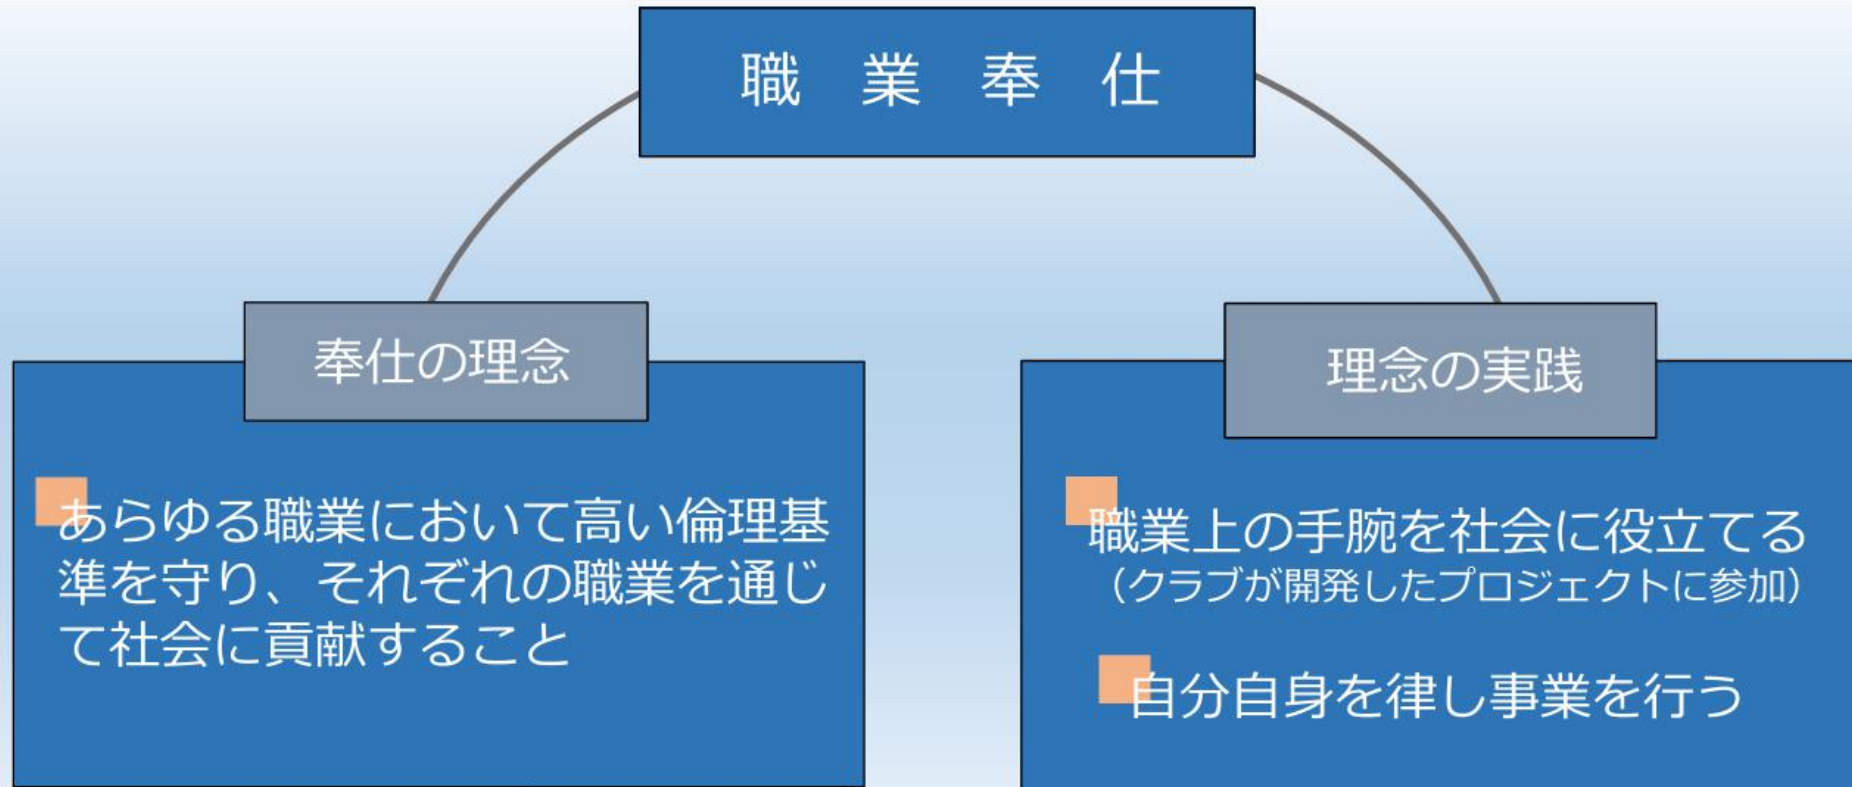 職 業 奉 仕
奉仕の理念
あらゆる職業において高い倫理基
準を守り、それぞれの職業を通じ
て社会に貢献すること
理念の実践
職業上の手腕を社会に役立てる
（クラブが開発したプロジェクトに参加）
自分自身を律し事業を行う